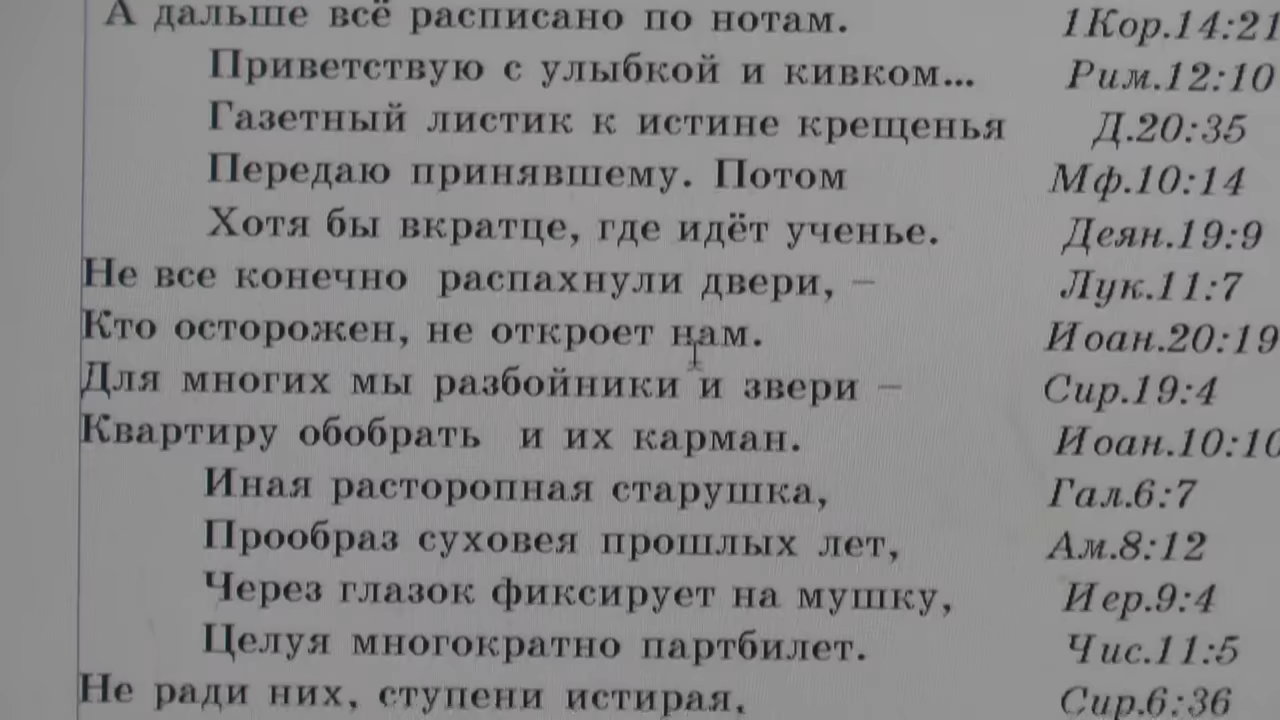 А дальше всё расписано по нотам. 1Кор.14:21
Приветствую с улыбкой и кивком... Рим.12:10
Газетный листик к истине крещенья Д.20:35
Передаю принявшему. Потом Мф.10:14
Хотя бы вкратце, где идёт ученье. Деян.19:9
Не все конечно распахнули двери, – Лук.11:7
Кто осторожен, не откроет нам. Иоан.20:19
Для многих мы разбойники и звери – Сир.19:4
Квартиру обобрать и их карман. Иоан.10:10
Иная расторопная старушка, Гал.6:7
Прообраз суховея прошлых лет, Ам.8:12
Через глазок фиксирует на мушку, Иер.9:4
Целуя многократно партбилет. Чис.11:5
Не ради них, ступени истирая, Сир.6:36